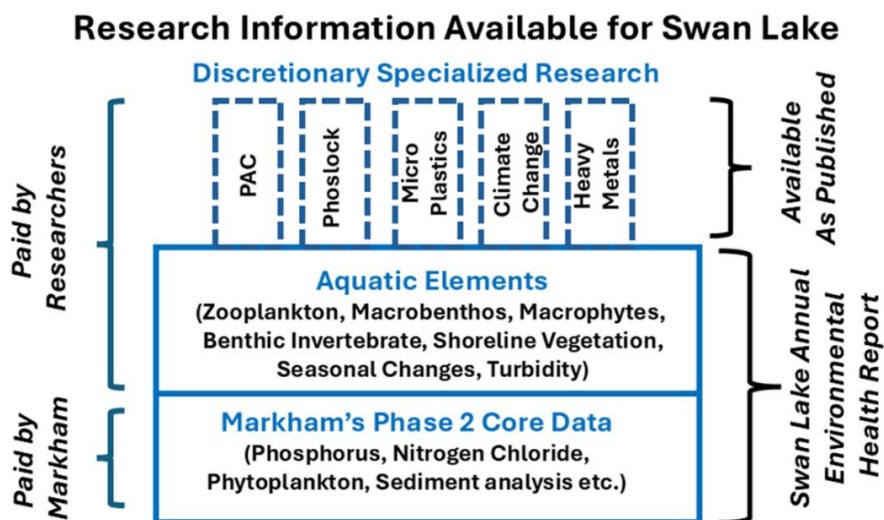 Research Information Available for Swan Lake
Discretionary Specialized Research
Paid by
Researchers
PAC
Phoslock
Micro
Plastics
Climate
Change
Heavy
Metals
Available
As Published
Aquatic Elements
(Zooplankton, Macrobenthos, Macrophytes,
Benthic Invertebrate, Shoreline Vegetation,
Seasonal Changes, Turbidity)
Paid by
Markham
Markham's Phase 2 Core Data
(Phosphorus, Nitrogen Chloride,
Phytoplankton, Sediment analysis etc.)
Swan Lake Annual
Environmental
Health Report